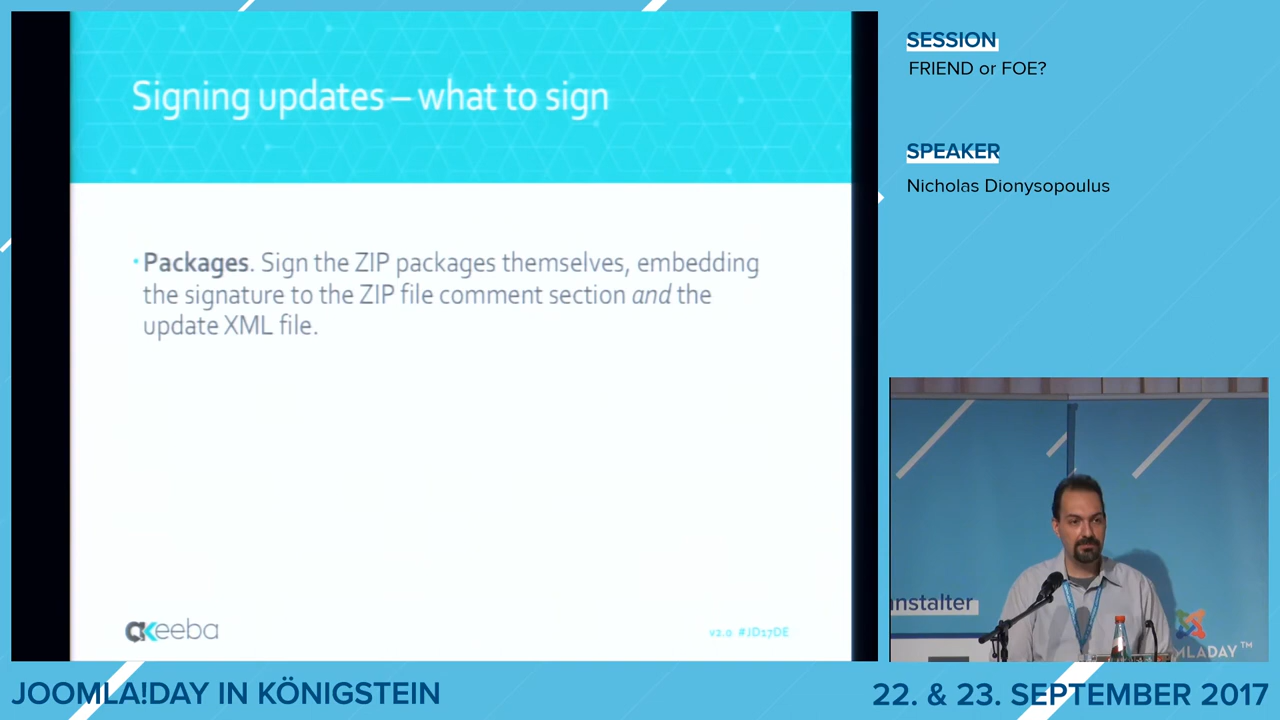 Signing updates – what to sign
• Packages. Sign the ZIP packages themselves, embedding
the signature to the ZIP file comment section and the
update XML file.
akeeba
v2.0 #JD17DE
SESSION
FRIEND or FOE?
SPEAKER
Nicholas Dionysopoulus
nstalter
MLADAY™
JOOMLA!DAY IN KÖNIGSTEIN
22. & 23. SEPTEMBER 2017